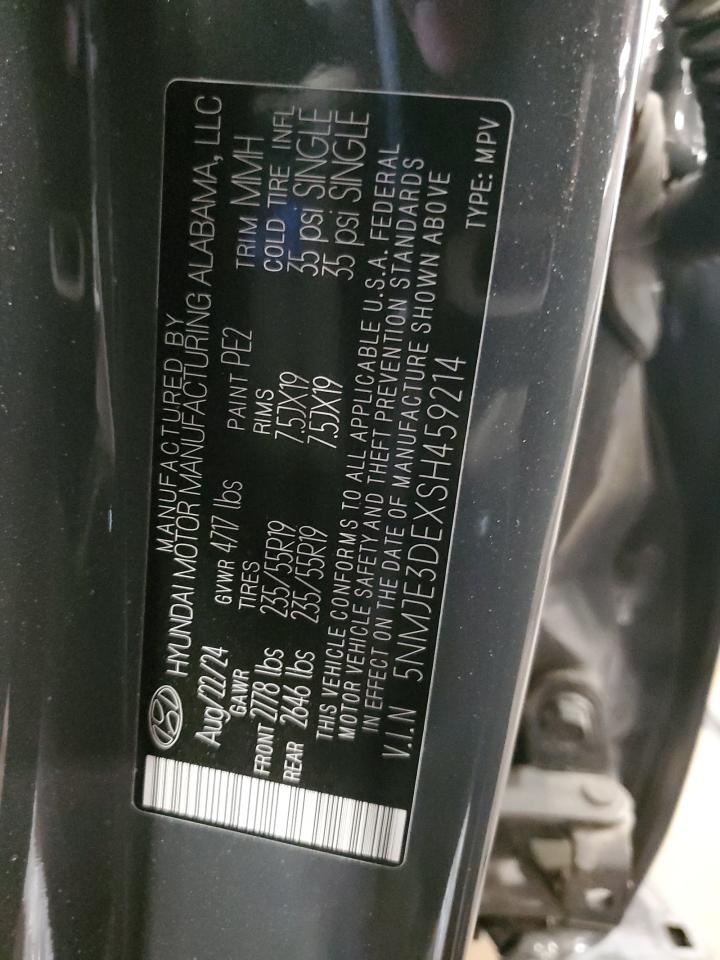 MANUFACTURED BY
HYUNDAI MOTOR MANUFACTURING ALABAMA, LLC
Aug/22/24 GVWR 4717 lbs PAINT PE2 TRIM MMH
GAWR TIRES RIMS COLD TIRE INFL
FRONT 2778 lbs 235/55R19 7.5JX19 35 psi SINGLE
REAR 2646 lbs 235/55R19 7.5JX19 35 psi SINGLE
THIS VEHICLE CONFORMS TO ALL APPLICABLE U.S.A. FEDERAL
MOTOR VEHICLE SAFETY AND THEFT PREVENTION STANDARDS
IN EFFECT ON THE DATE OF MANUFACTURE SHOWN ABOVE
V.I.N 5NMJE3DEXSH459214 TYPE: MPV